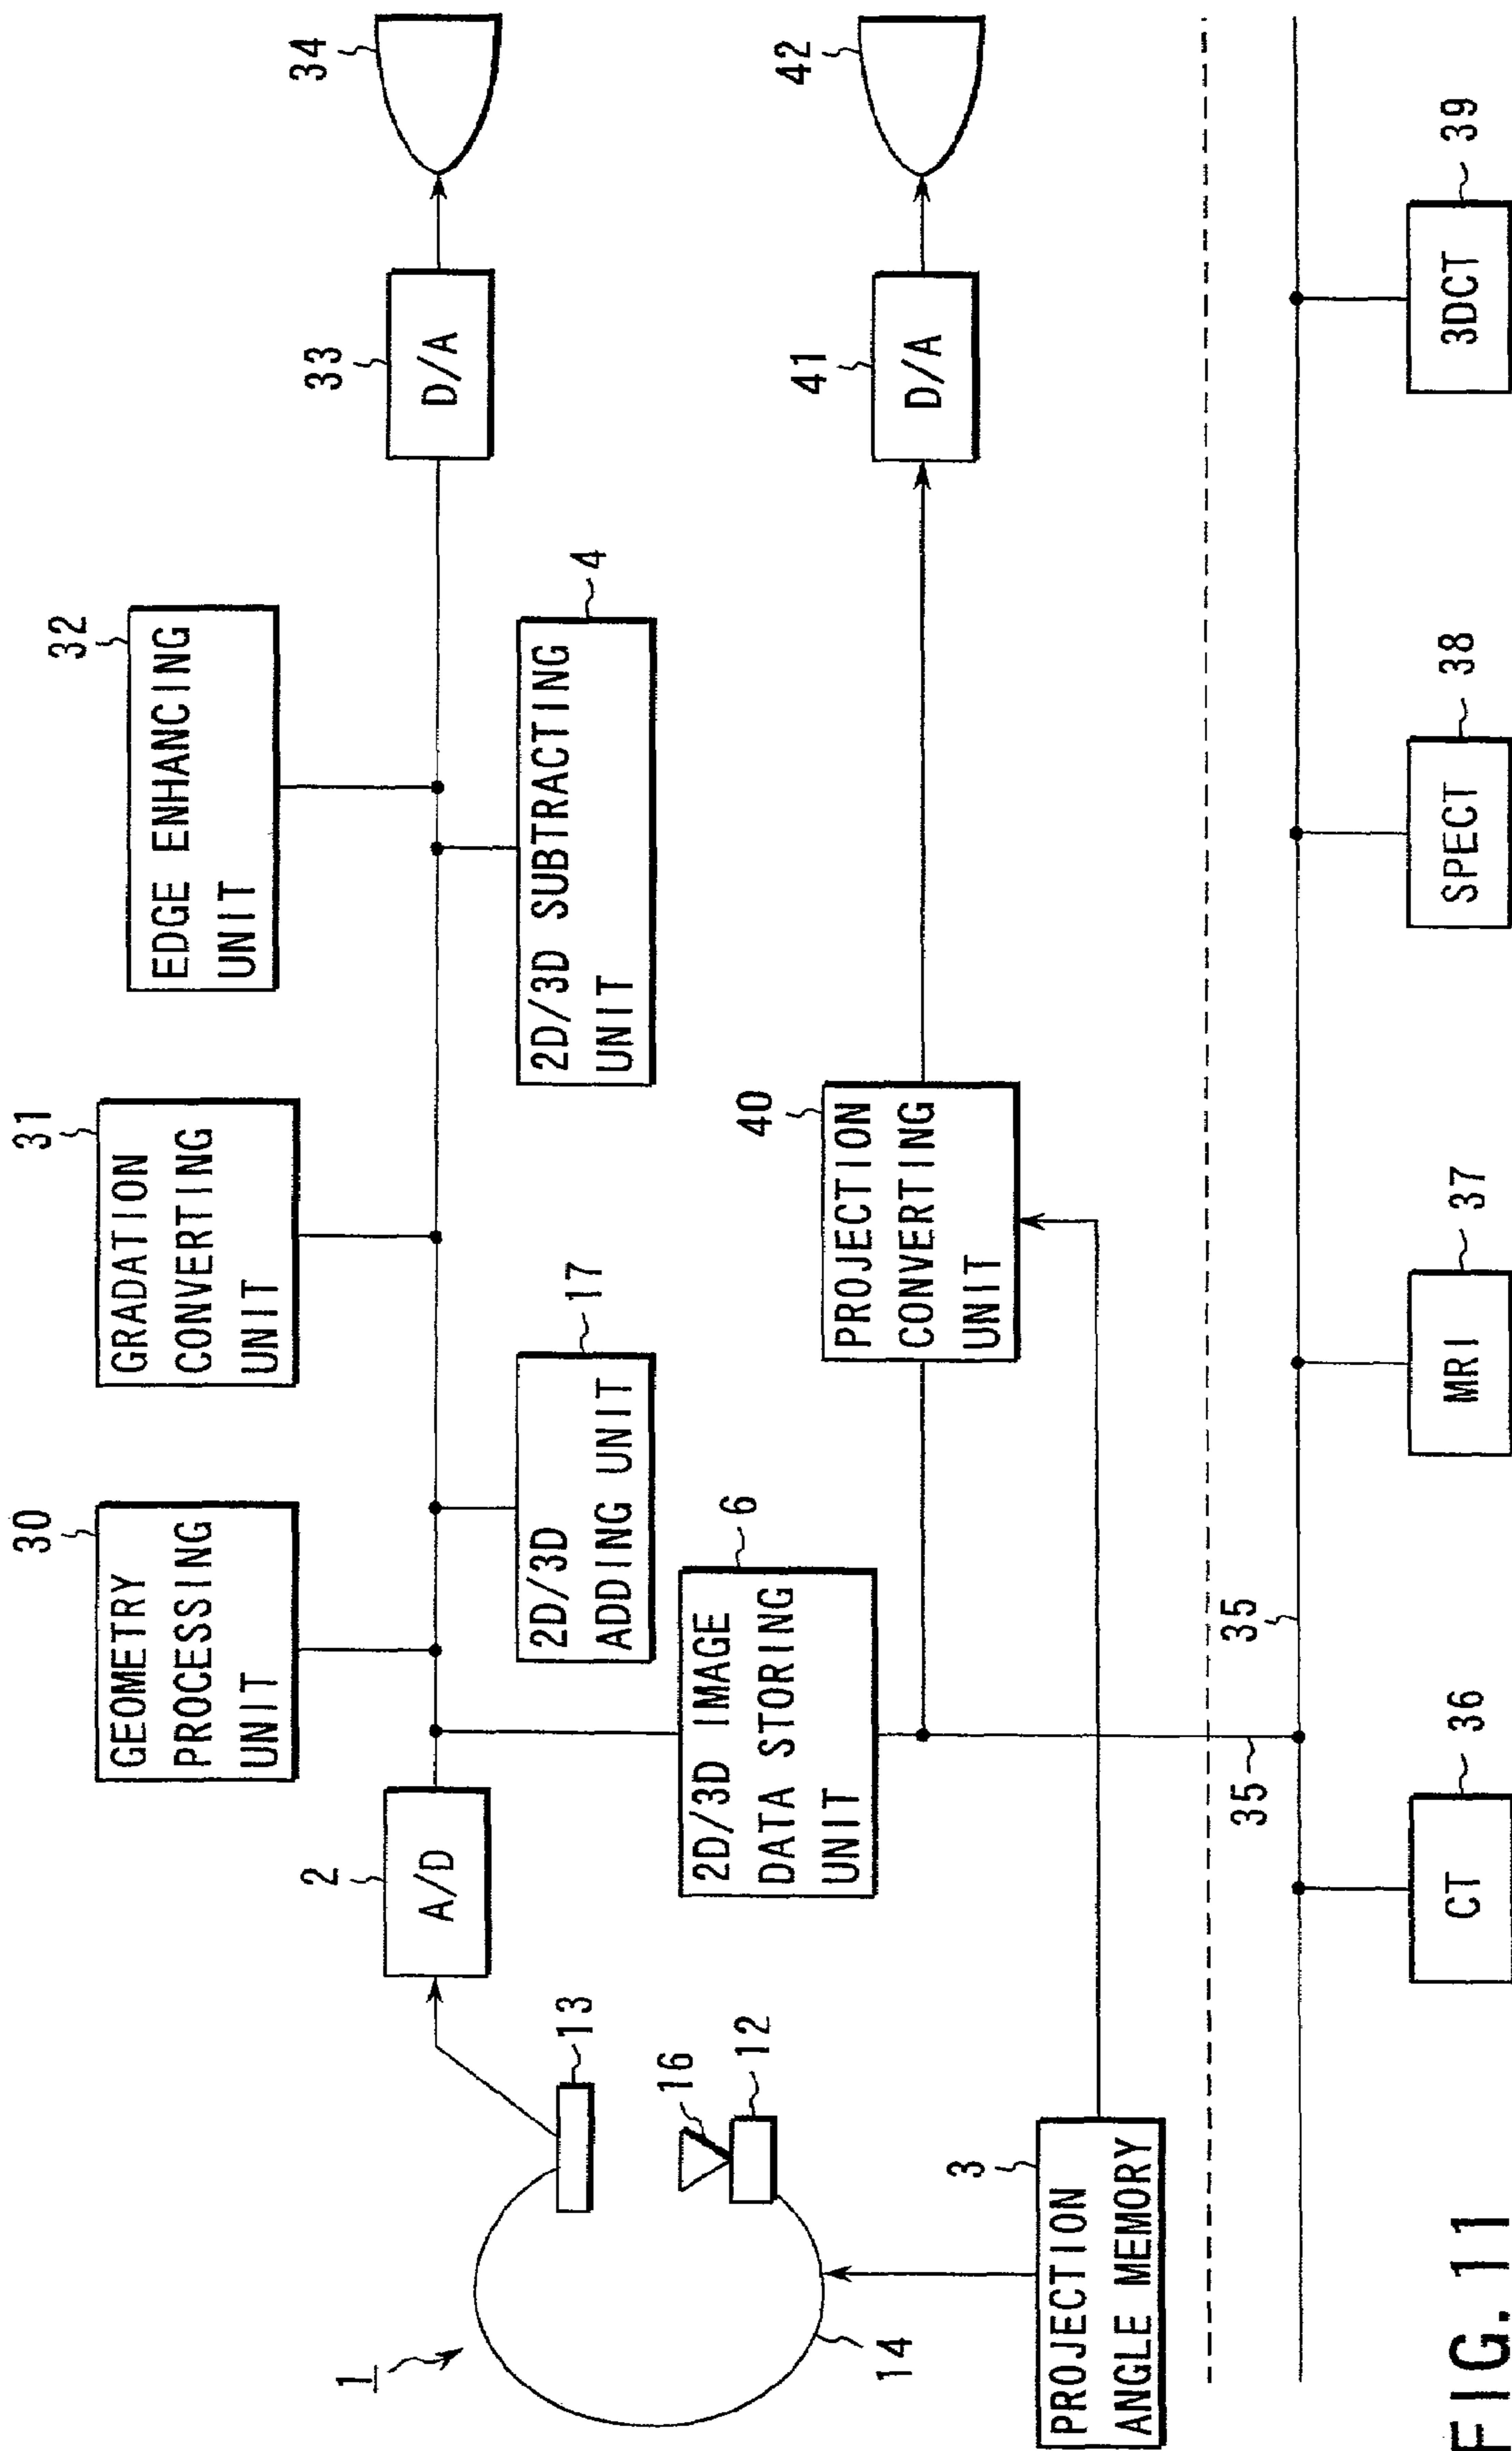 30
GEOMETRY
PROCESSING
UNIT
31
GRADATION
CONVERTING
UNIT
32
EDGE ENHANCING
UNIT
2
A/D
33
D/A
34
17
2D/3D
ADDING UNIT
4
2D/3D SUBTRACTING
UNIT
1
13
16
12
14
6
2D/3D IMAGE
DATA STORING
UNIT
40
PROJECTION
CONVERTING
UNIT
41
D/A
42
3
PROJECTION
ANGLE MEMORY
35
35
36
CT
37
MRI
38
SPECT
39
3DCT
FIG. 11